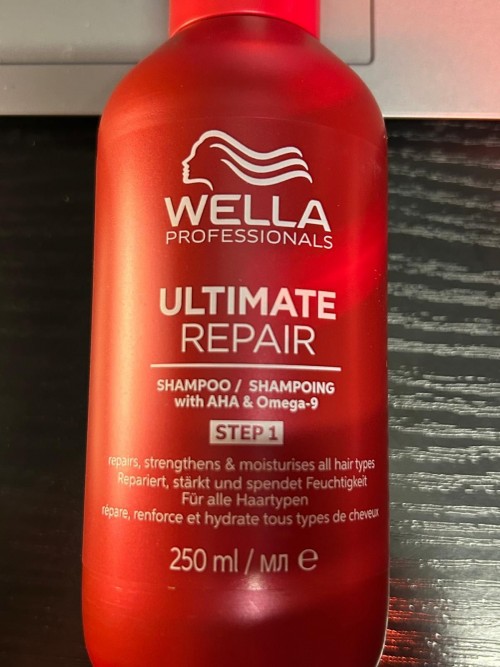 WELLA
PROFESSIONALS
ULTIMATE
REPAIR
SHAMPOO / SHAMPOING
with AHA & Omega-9
STEP 1
repairs, strengthens & moisturises all hair types
Repariert, stärkt und spendet Feuchtigkeit
Für alle Haartypen
répare, renforce et hydrate tous types de cheveux
250 ml / мл ℮